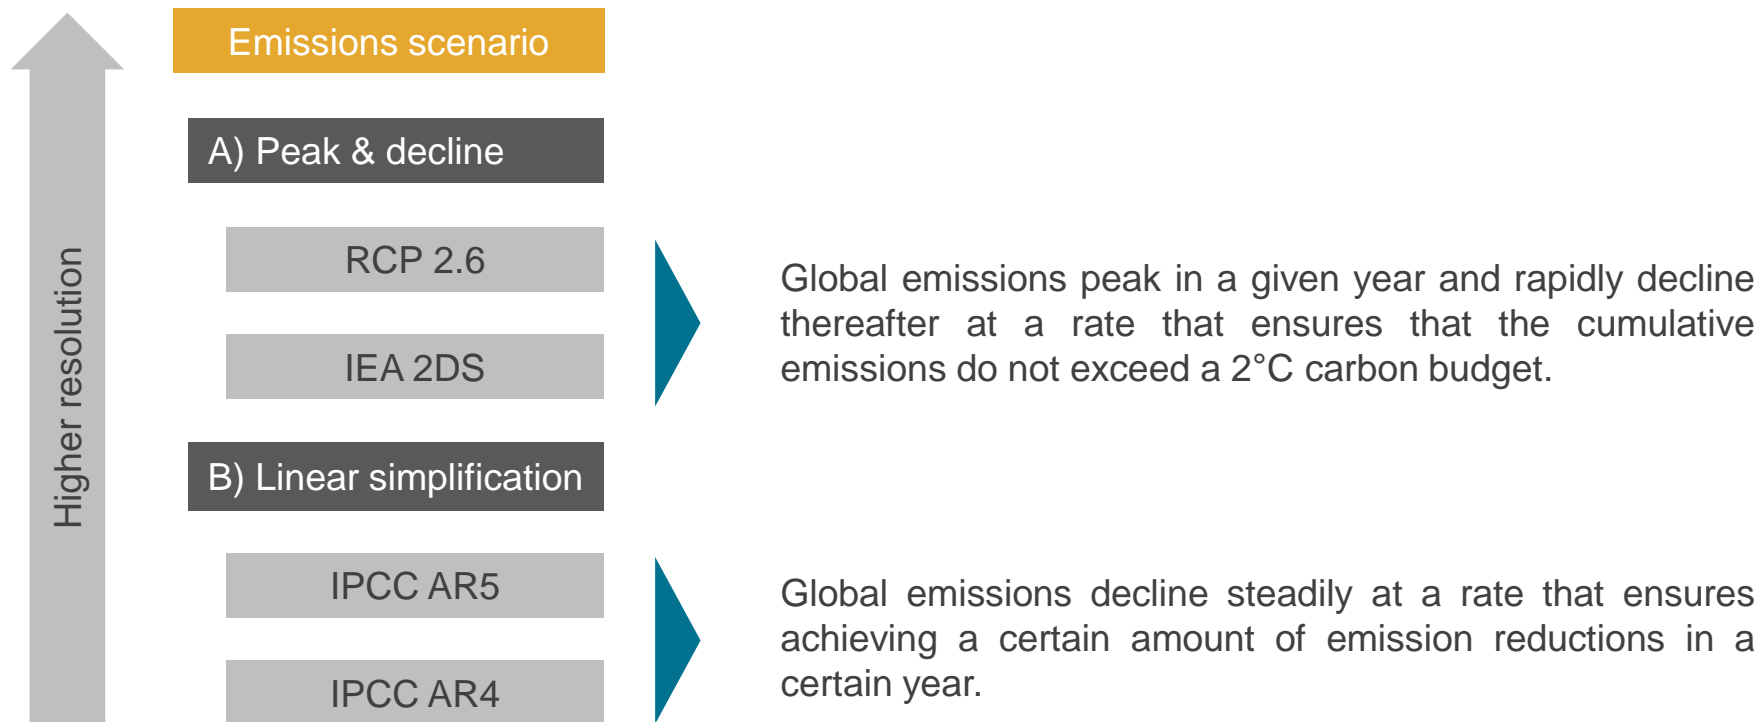 Emissions scenario
A) Peak & decline
RCP 2.6
IEA 2DS
Global emissions peak in a given year and rapidly decline
thereafter at a rate that ensures that the cumulative
emissions do not exceed a 2°C carbon budget.
B) Linear simplification
IPCC AR5
IPCC AR4
Global emissions decline steadily at a rate that ensures
achieving a certain amount of emission reductions in a
certain year.
Higher resolution